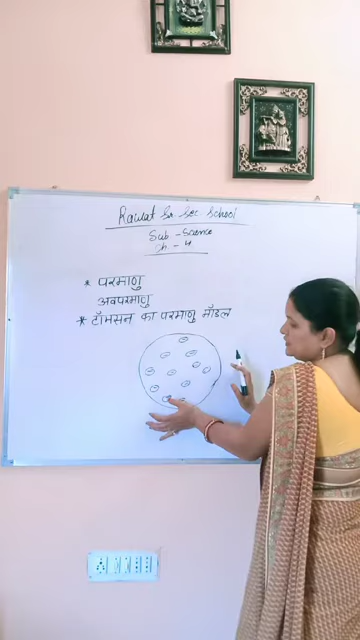 Rawat Sr. Sec School
Sub. - Science
Ch. - 4
* परमाणु
अवपरमाणु
* टॉमसन का परमाणु मॉडल